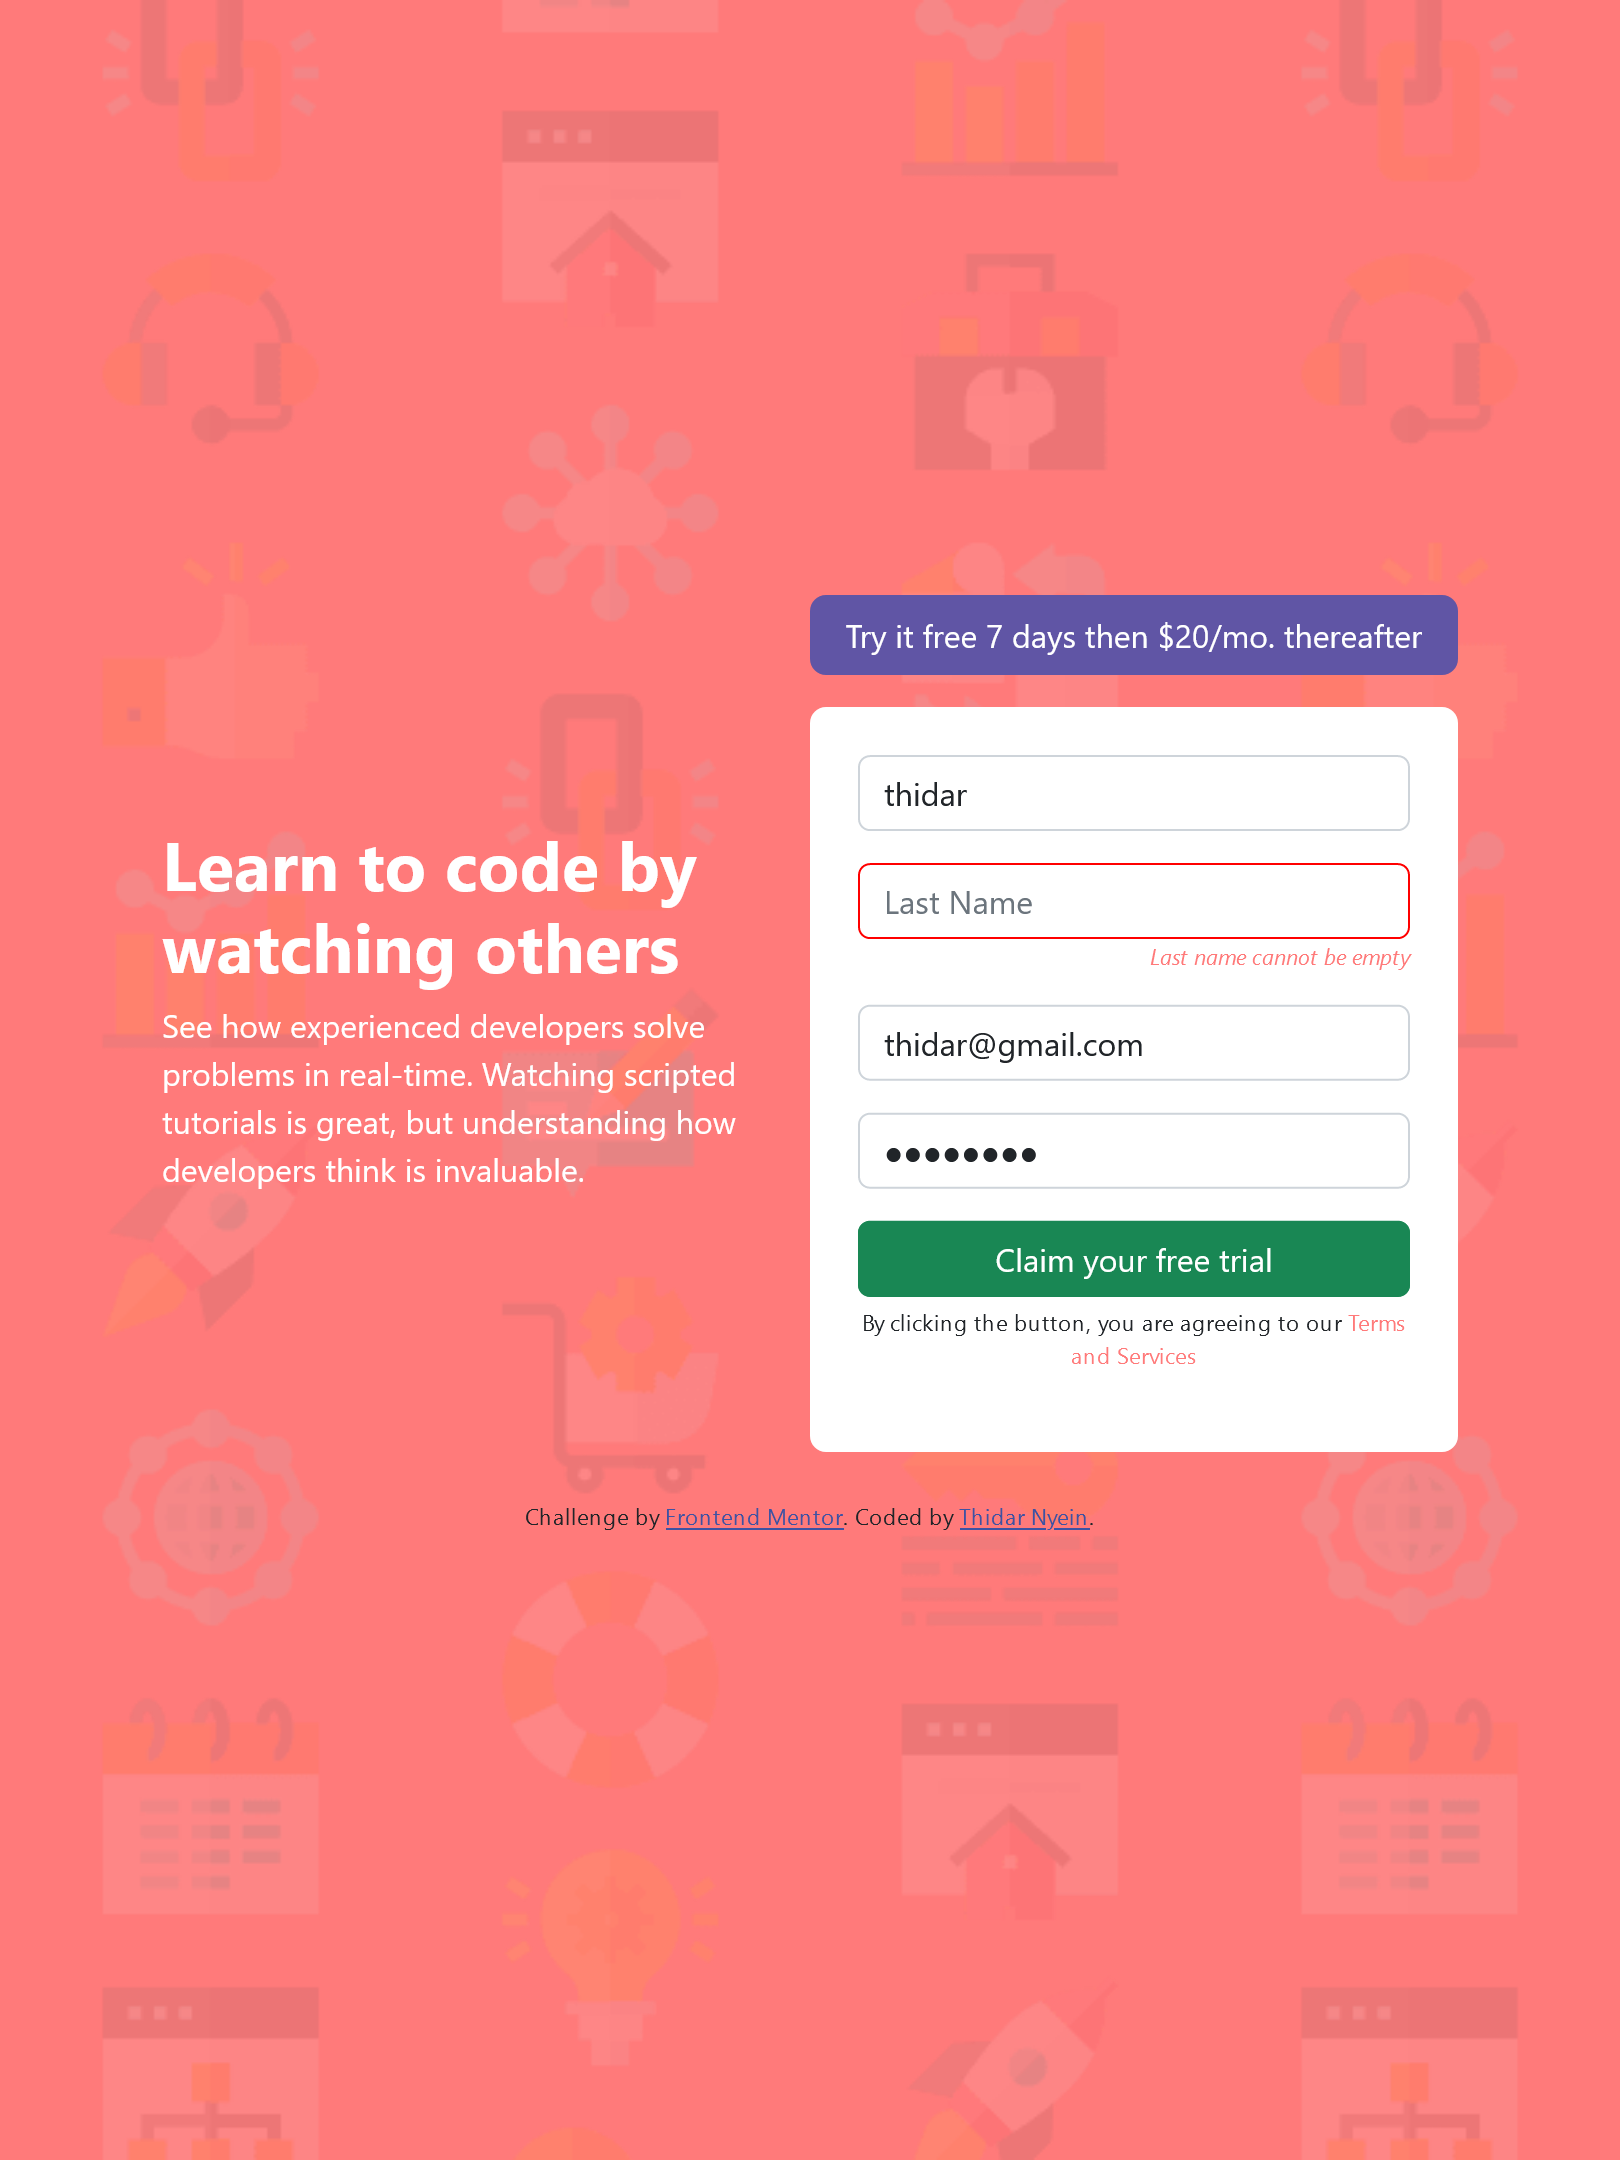 Learn to code by
watching others
See how experienced developers solve
problems in real-time. Watching scripted
tutorials is great, but understanding how
developers think is invaluable.
Try it free 7 days then $20/mo. thereafter
thidar
Last Name
Last name cannot be empty
thidar@gmail.com
●●●●●●●●
Claim your free trial
By clicking the button, you are agreeing to our Terms
and Services
Challenge by Frontend Mentor. Coded by Thidar Nyein.